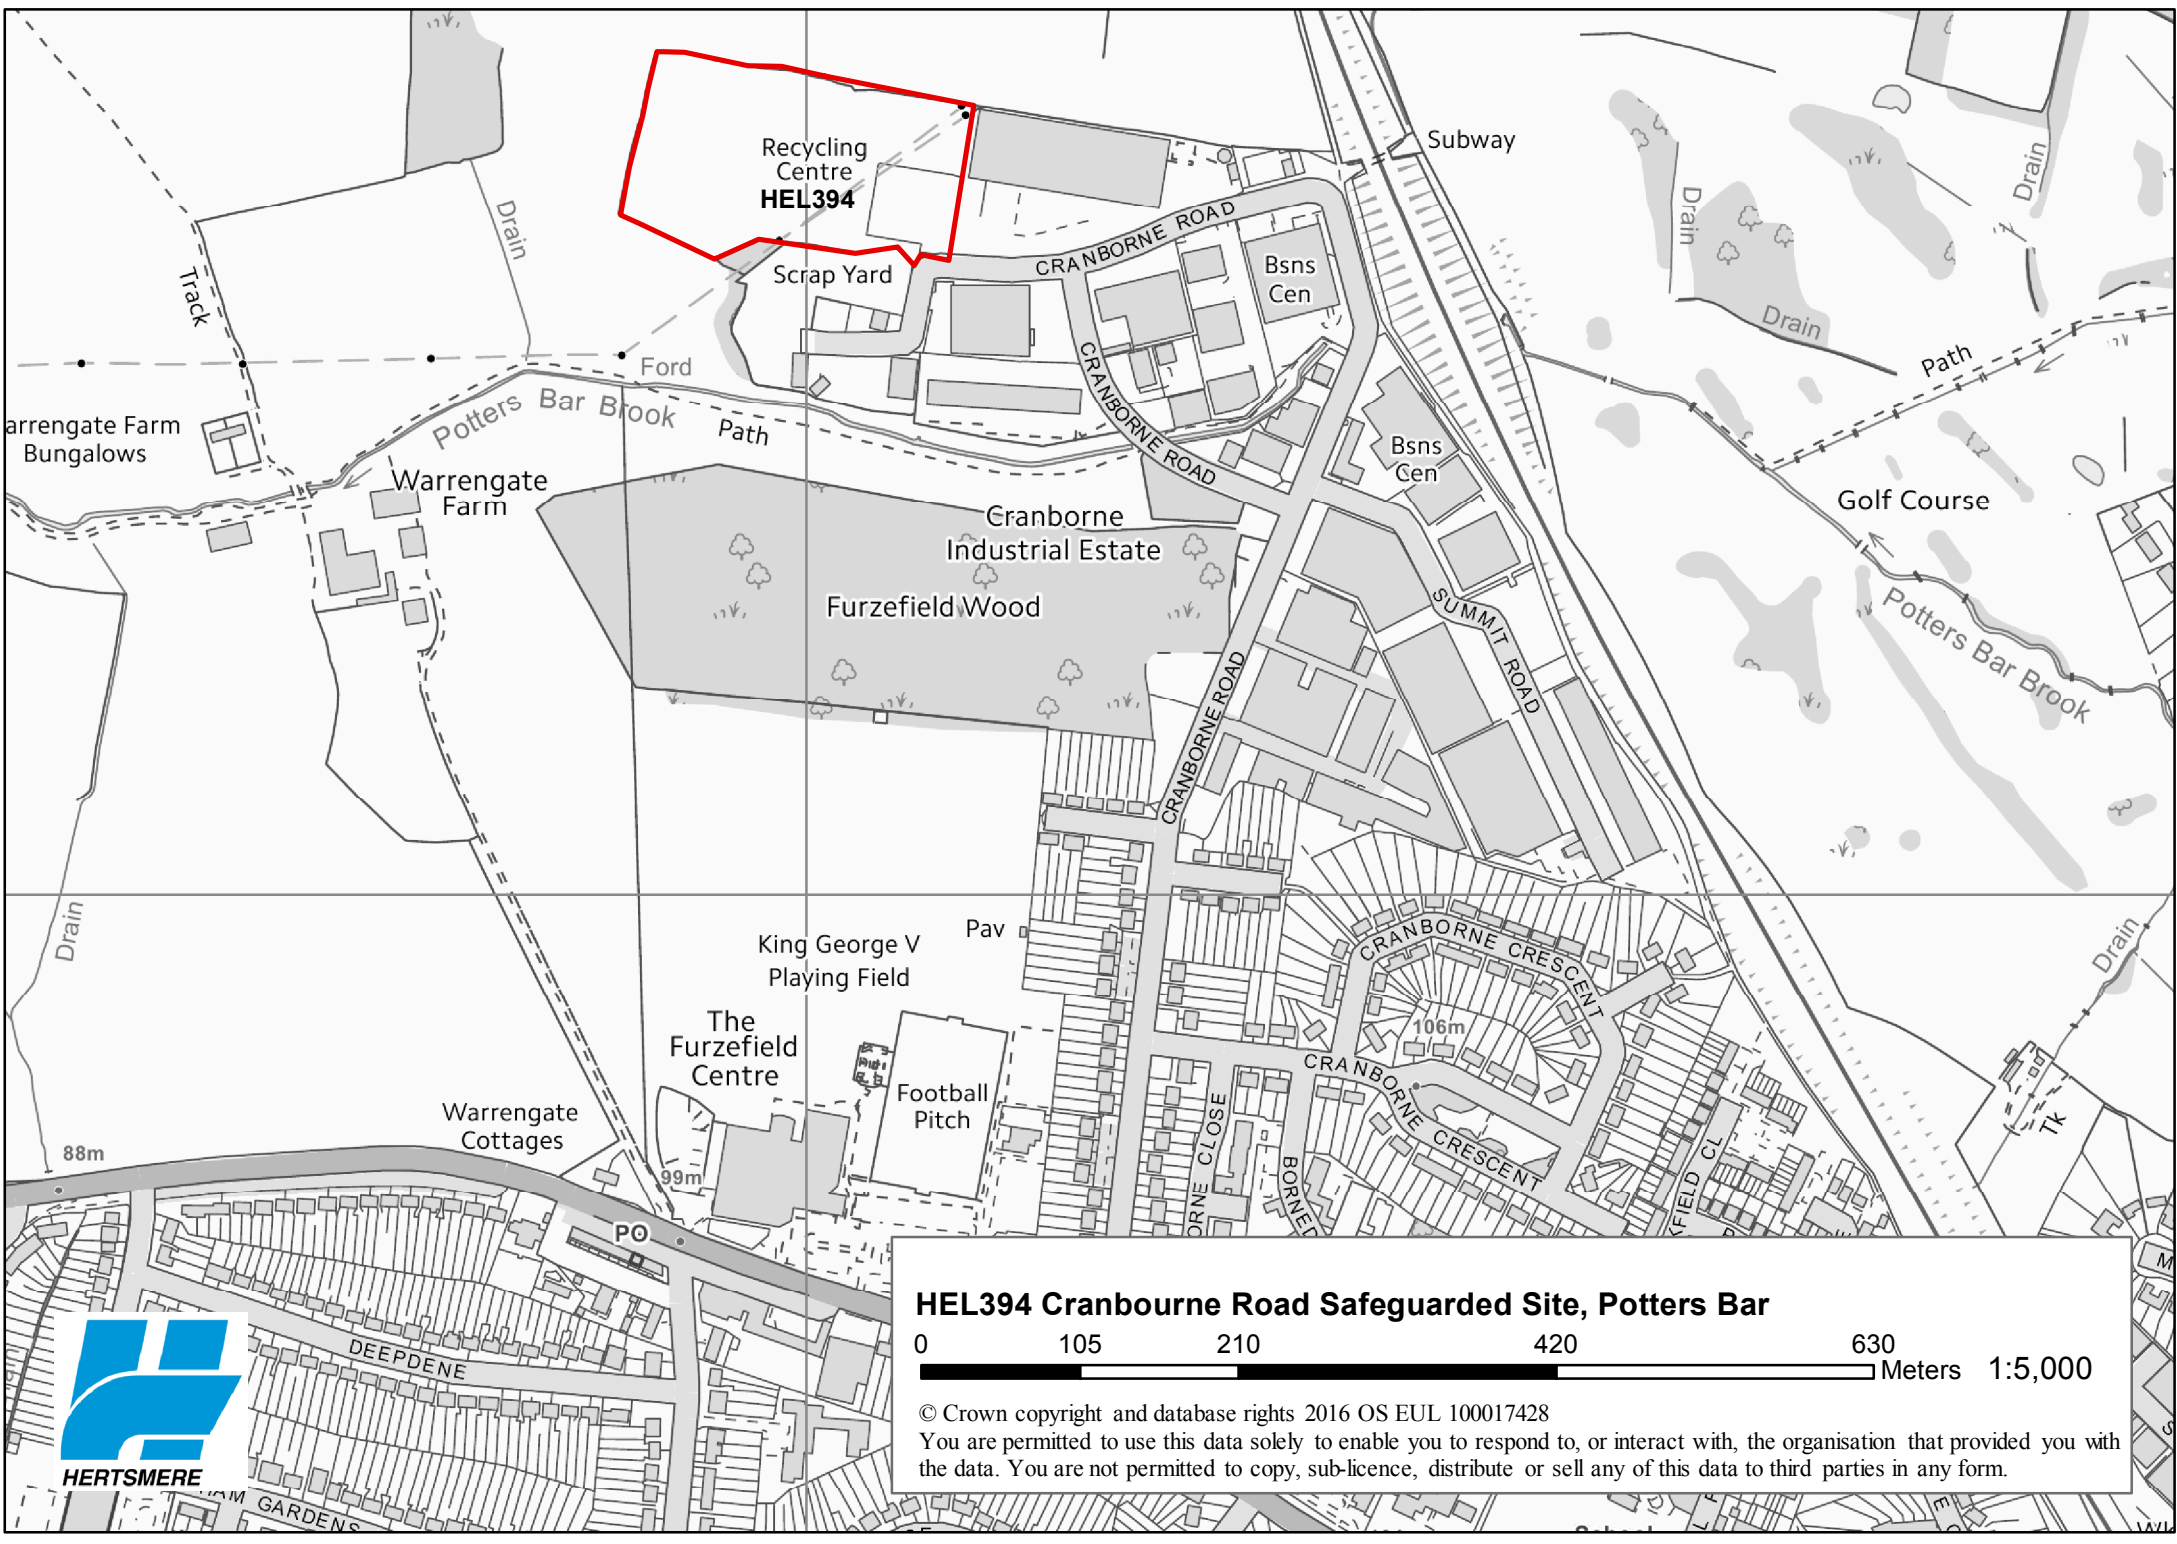 Subway
Recycling
Centre
HEL394
Drain
Drain
Drain
Drain
Track
Scrap Yard
CRANBORNE ROAD
Bsns
Cen
Path
Ford
CRANBORNE ROAD
Potters Bar Brook
Path
arrengate Farm
Bungalows
Warrengate
Farm
Bsns
Cen
Golf Course
Cranborne
Industrial Estate
Furzefield Wood
SUMMIT ROAD
Potters Bar Brook
CRANBORNE ROAD
Drain
King George V
Playing Field
Pav
CRANBORNE CRESCENT
Drain
The
Furzefield
Centre
106m
Football
Pitch
CRANBORNE CRESCENT
Warrengate
Cottages
Tk
88m
99m
ORNE CLOSE
BORNED
KFIELD CL
PO
M
DEEPDENE
HAM GARDENS
HERTSMERE
HEL394 Cranbourne Road Safeguarded Site, Potters Bar
0 105 210 420 630
Meters 1:5,000
© Crown copyright and database rights 2016 OS EUL 100017428
You are permitted to use this data solely to enable you to respond to, or interact with, the organisation that provided you with
the data. You are not permitted to copy, sub-licence, distribute or sell any of this data to third parties in any form.